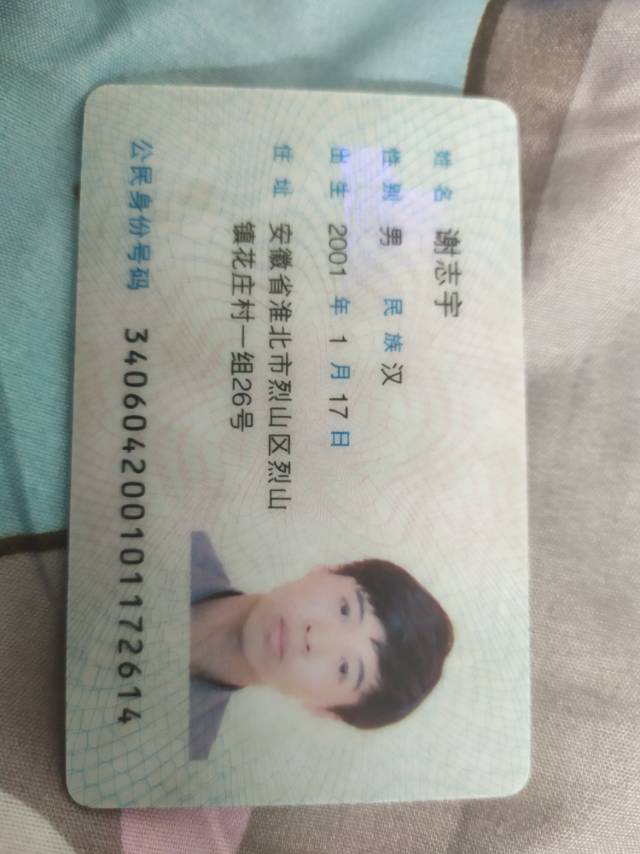 姓名 谢志宇
性别 男 民族 汉
出生 2001 年 1 月 17 日
住址 安徽省淮北市烈山区烈山
镇花庄村一组26号
公民身份号码 340604200101172614